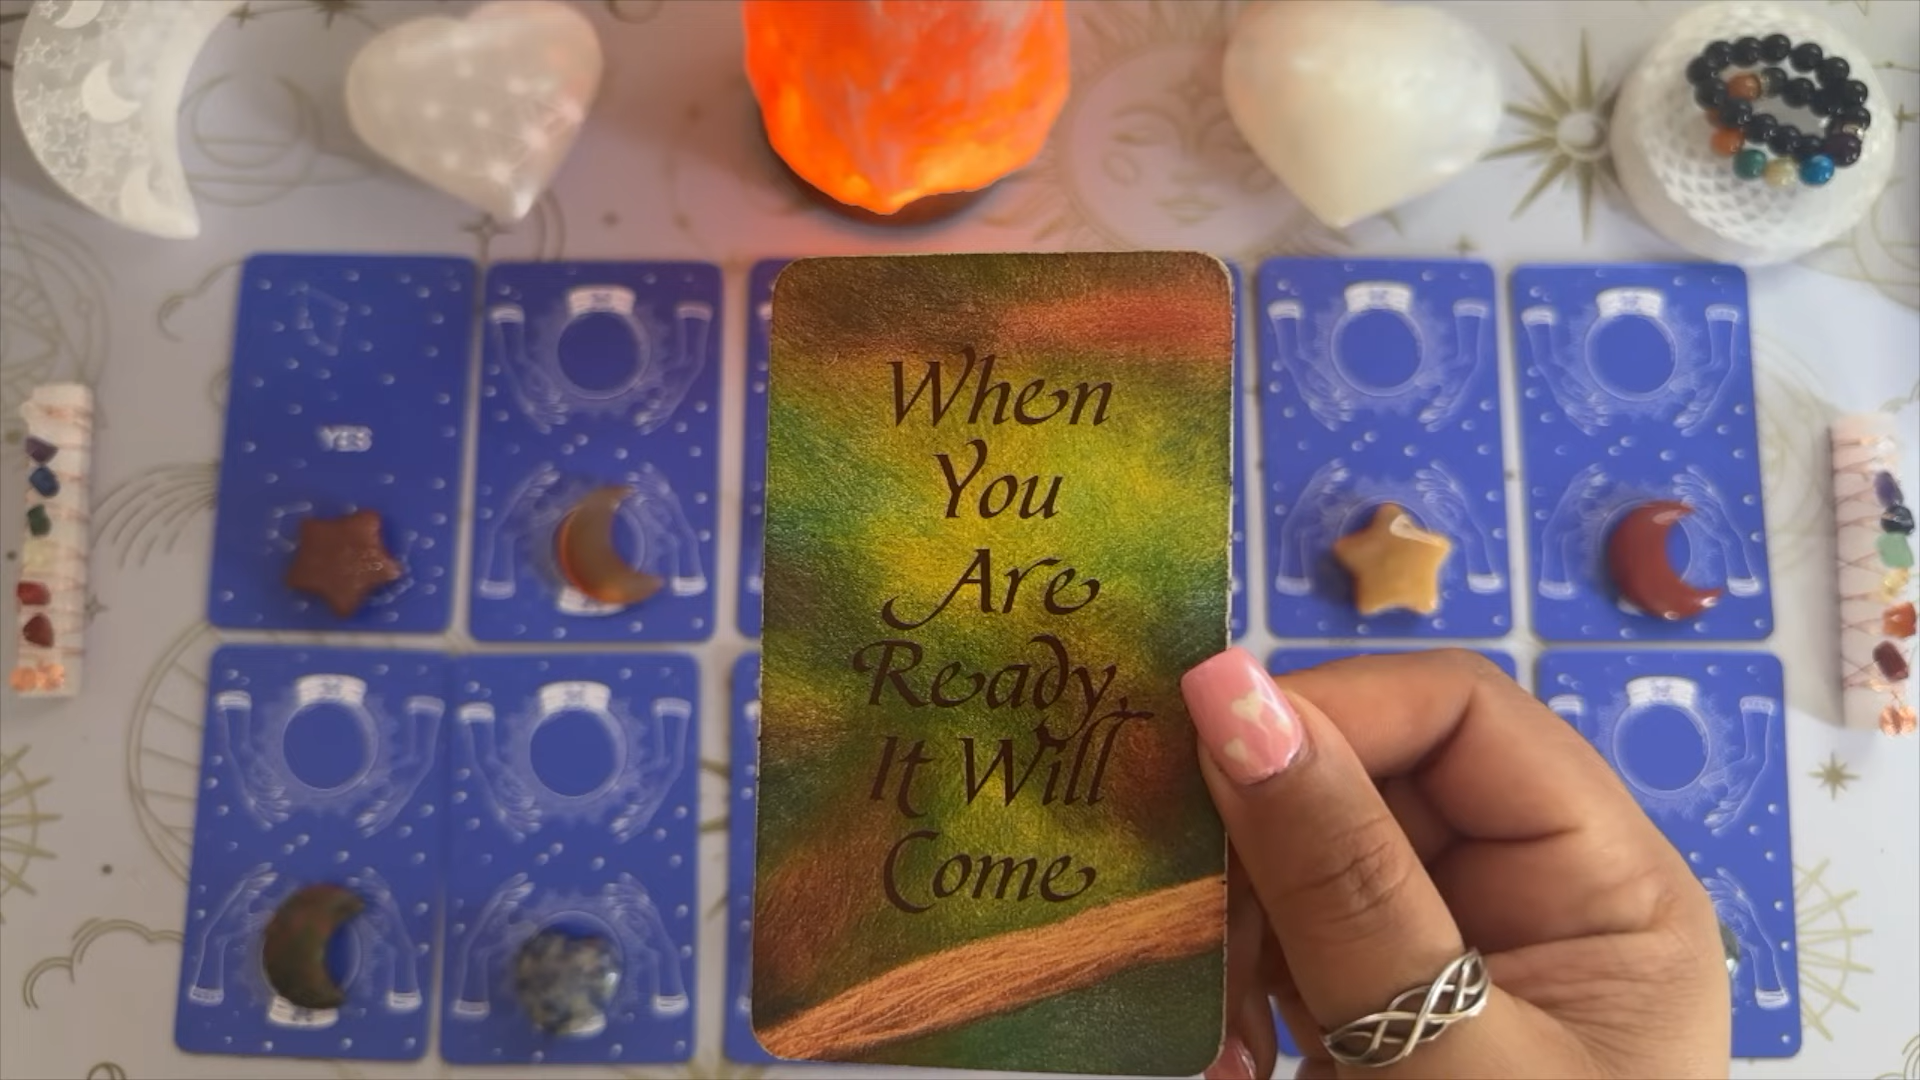 When
You
Are
Ready,
It Will
Come
YES